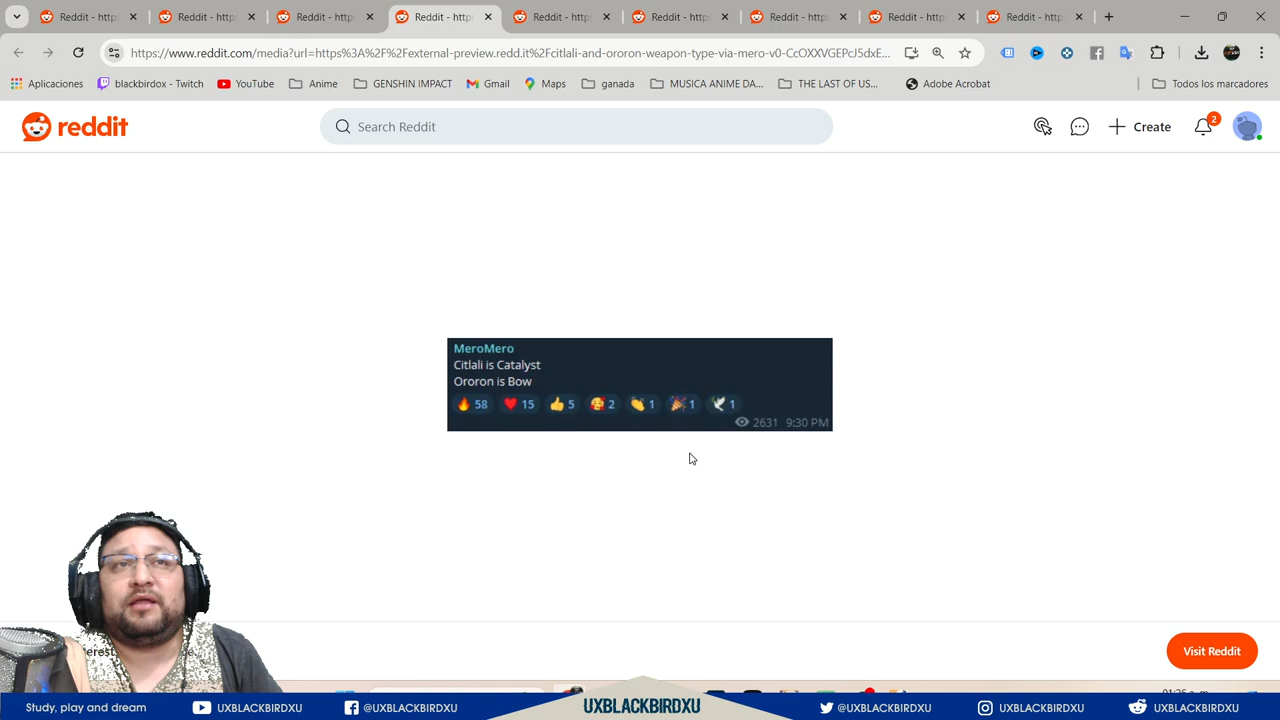 Reddit - http
Reddit - http
Reddit - http
Reddit - http
Reddit - http
Reddit - http
Reddit - http
Reddit - http
Reddit - http
https://www.reddit.com/media?url=https%3A%2F%2Fexternal-preview.redd.it%2Fcitlali-and-ororon-weapon-type-via-mero-v0-CcOXXVGEPcJ5dxE...
Aplicaciones
blackbirdox - Twitch
YouTube
Anime
GENSHIN IMPACT
Gmail
Maps
ganada
MUSICA ANIME DA...
THE LAST OF US...
Adobe Acrobat
Todos los marcadores
reddit
Search Reddit
Create
2
MeroMero
Citlali is Catalyst
Ororon is Bow
58 15 5 2 1 1 1
2631 9:30 PM
Visit Reddit
Study, play and dream
UXBLACKBIRDXU
@UXBLACKBIRDXU
UXBLACKBIRDXU
@UXBLACKBIRDXU
UXBLACKBIRDXU
UXBLACKBIRDXU